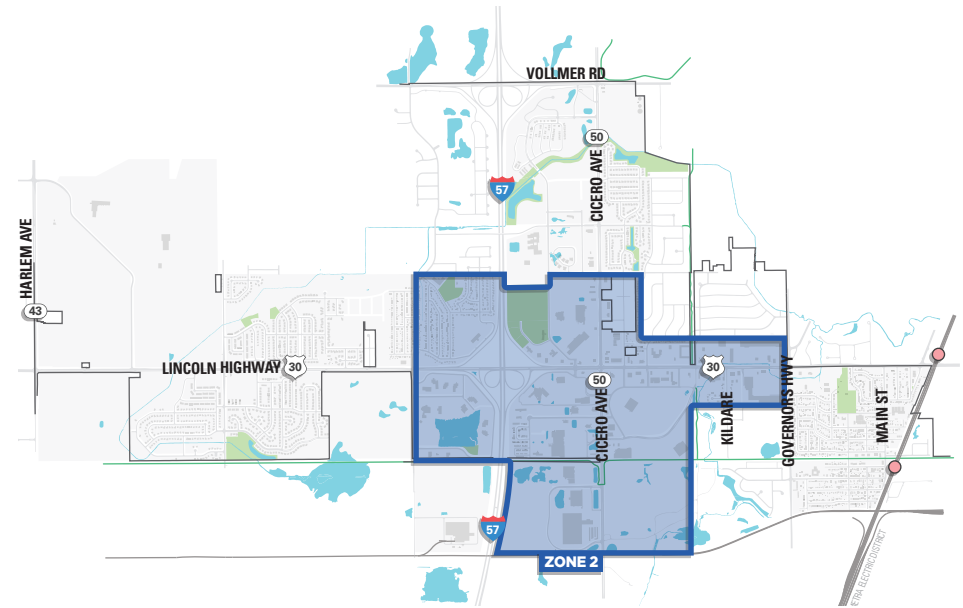 VOLLMER RD
50
CICERO AVE
57
HARLEM AVE
43
LINCOLN HIGHWAY
30
50
CICERO AVE
30
KILDARE
GOVERNORS HWY
MAIN ST
57
ZONE 2
ETRA ELECTRIC DISTRICT